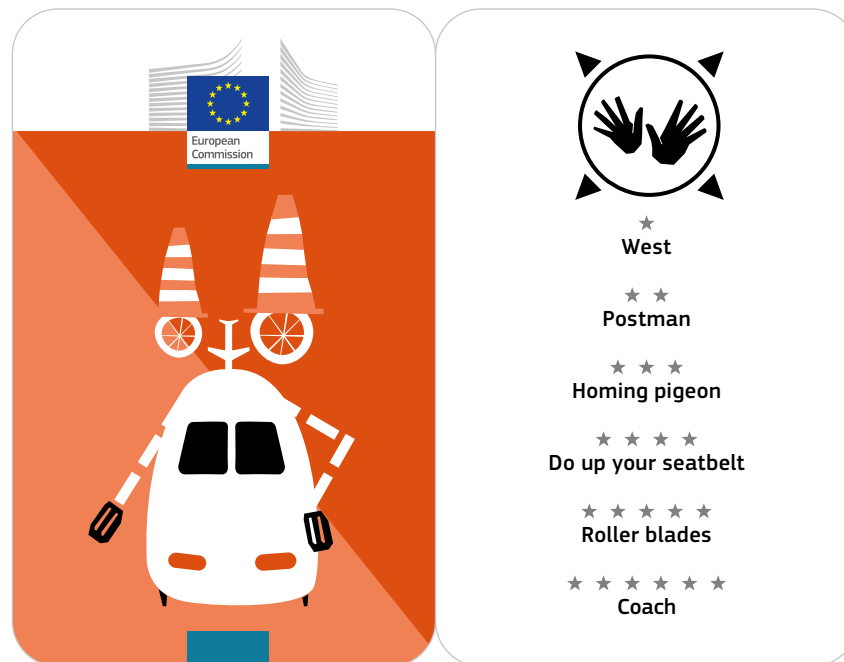 European
Commission
West
Postman
Homing pigeon
Do up your seatbelt
Roller blades
Coach